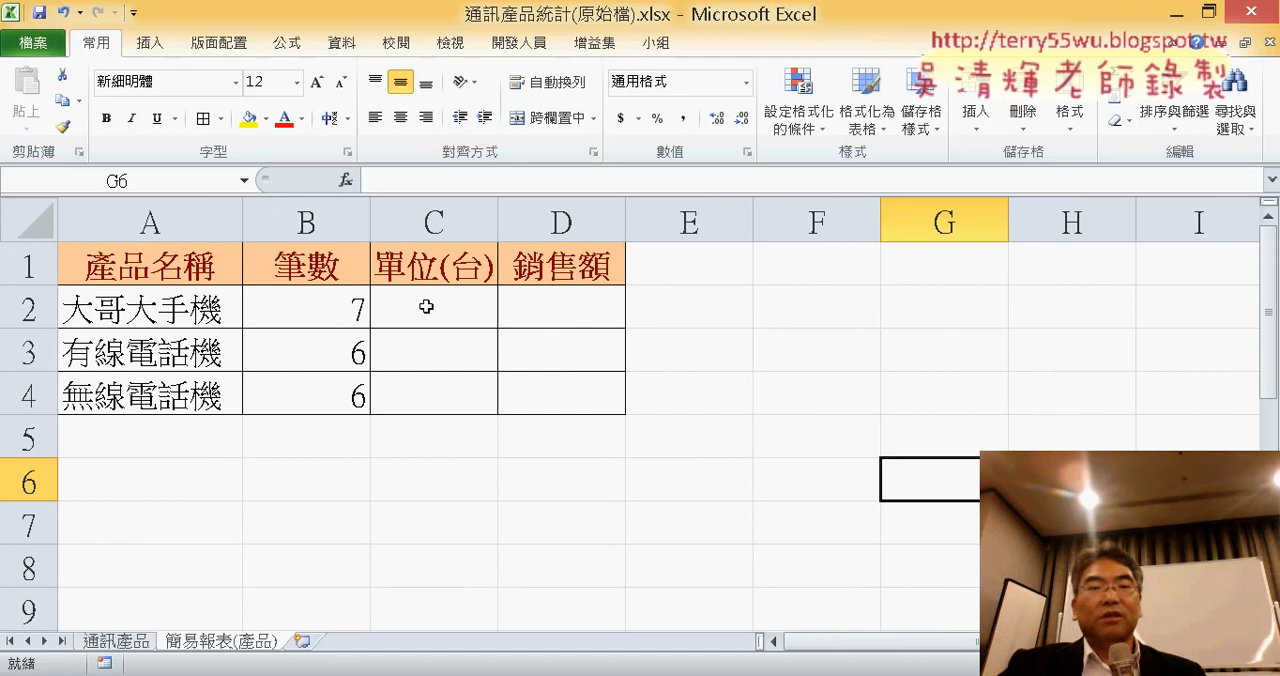 通訊產品統計(原始檔).xlsx - Microsoft Excel
檔案 常用 插入 版面配置 公式 資料 校閱 檢視 開發人員 增益集 小組
http://terry55wu.blogspot.tw
吳清輝老師錄製
貼上
新細明體 12
B I U A
自動換列
跨欄置中
通用格式
$ % ,
設定格式化的條件
格式化為表格
儲存格樣式
插入
刪除
格式
排序與篩選
尋找與選取
剪貼簿 字型 對齊方式 數值 樣式 儲存格 編輯
G6 fx
A B C D E F G H I
1 產品名稱 筆數 單位(台) 銷售額
2 大哥大手機 7
3 有線電話機 6
4 無線電話機 6
5
6
7
8
9
通訊產品 簡易報表(產品)
就緒